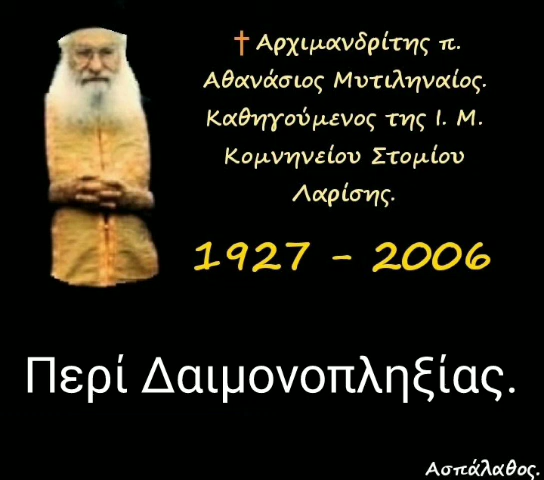 † Αρχιμανδρίτης π.
Αθανάσιος Μυτιληναίος.
Καθηγούμενος της Ι. Μ.
Κομνηνείου Στομίου
Λαρίσης.
1927 - 2006
Περί Δαιμονοπληξίας.
Ασπάλαθος.